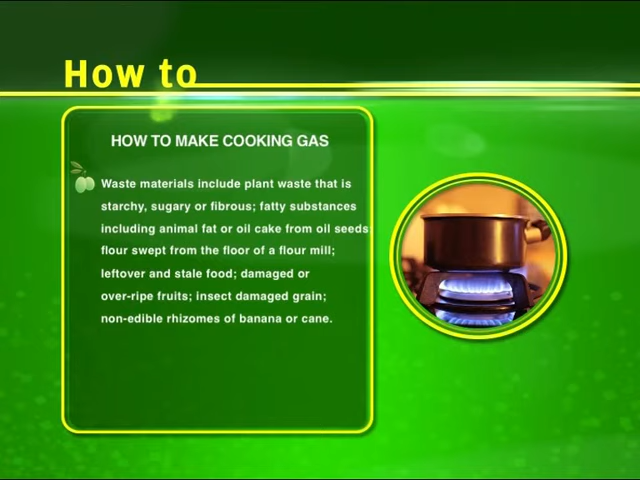 How to
HOW TO MAKE COOKING GAS
Waste materials include plant waste that is
starchy, sugary or fibrous; fatty substances
including animal fat or oil cake from oil seeds
flour swept from the floor of a flour mill;
leftover and stale food; damaged or
over-ripe fruits; insect damaged grain;
non-edible rhizomes of banana or cane.